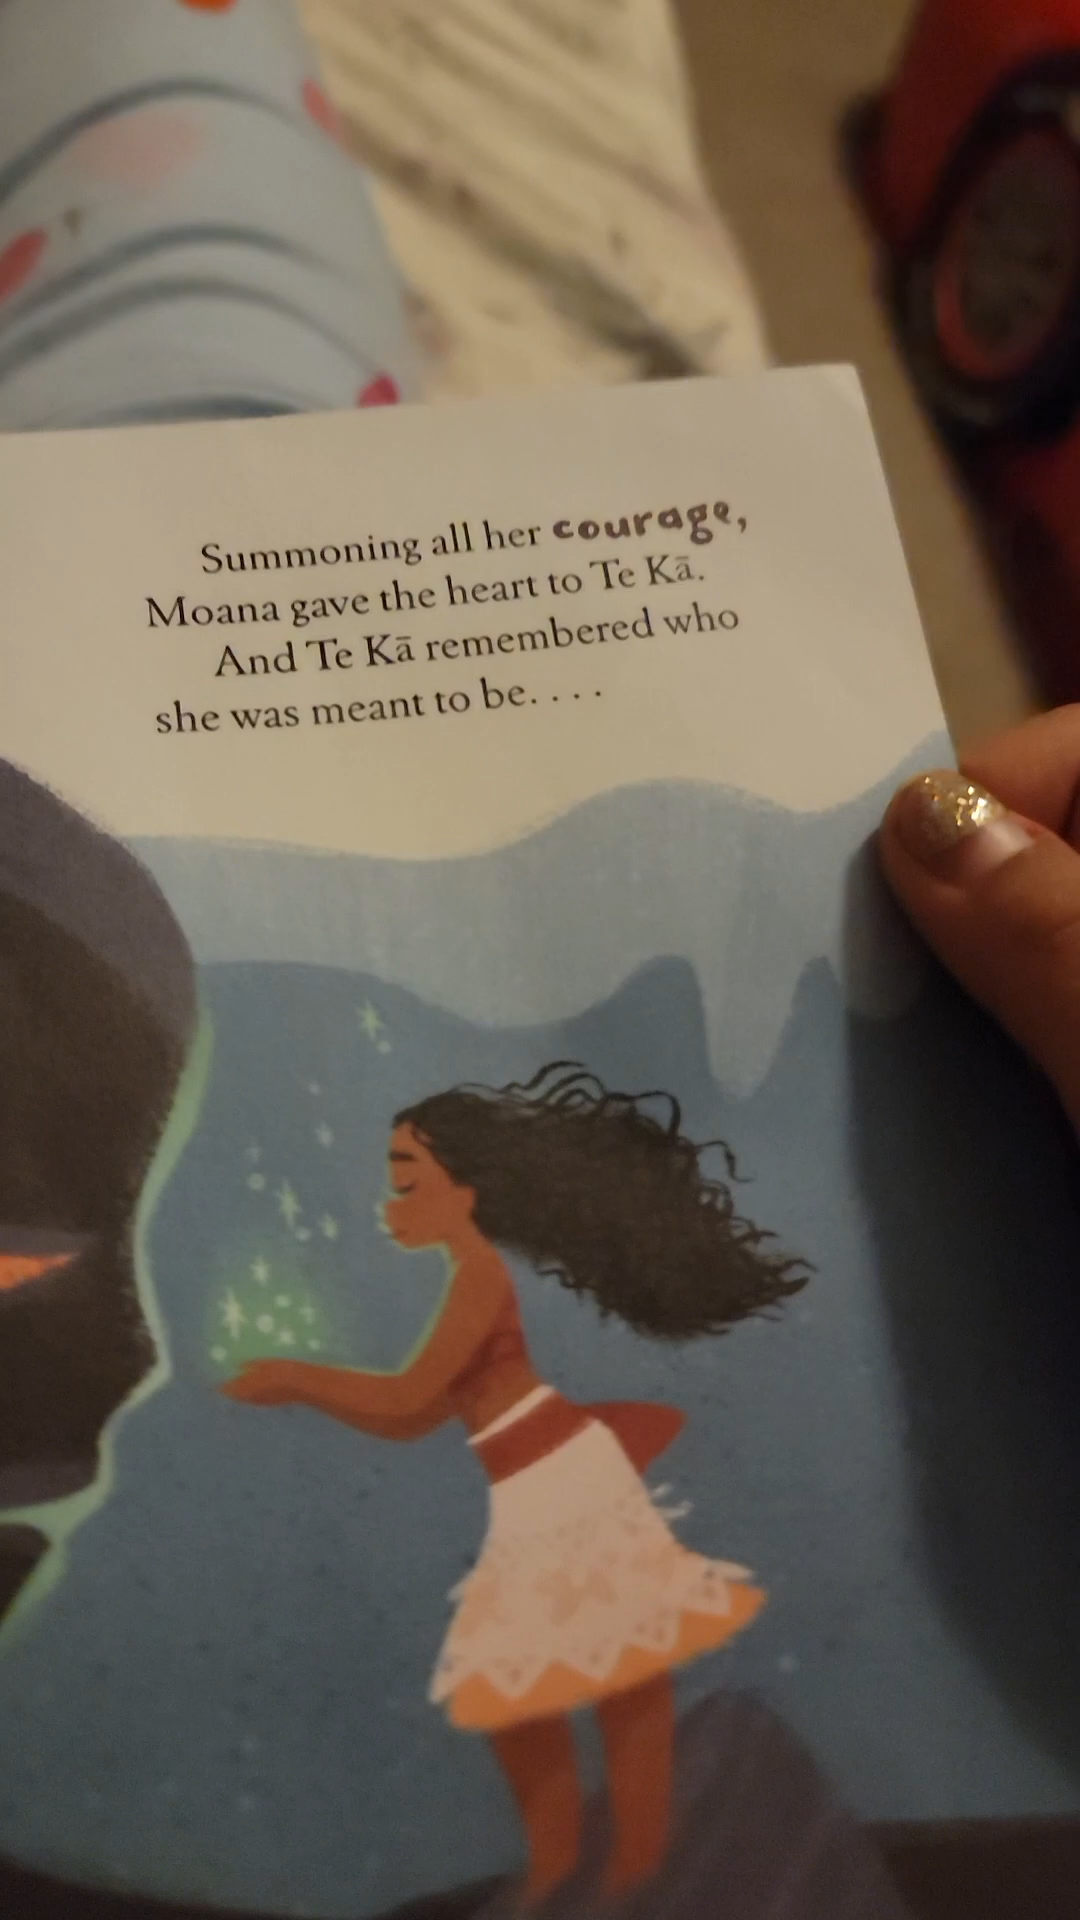 Summoning all her courage,
Moana gave the heart to Te Kā.
And Te Kā remembered who
she was meant to be. . . .